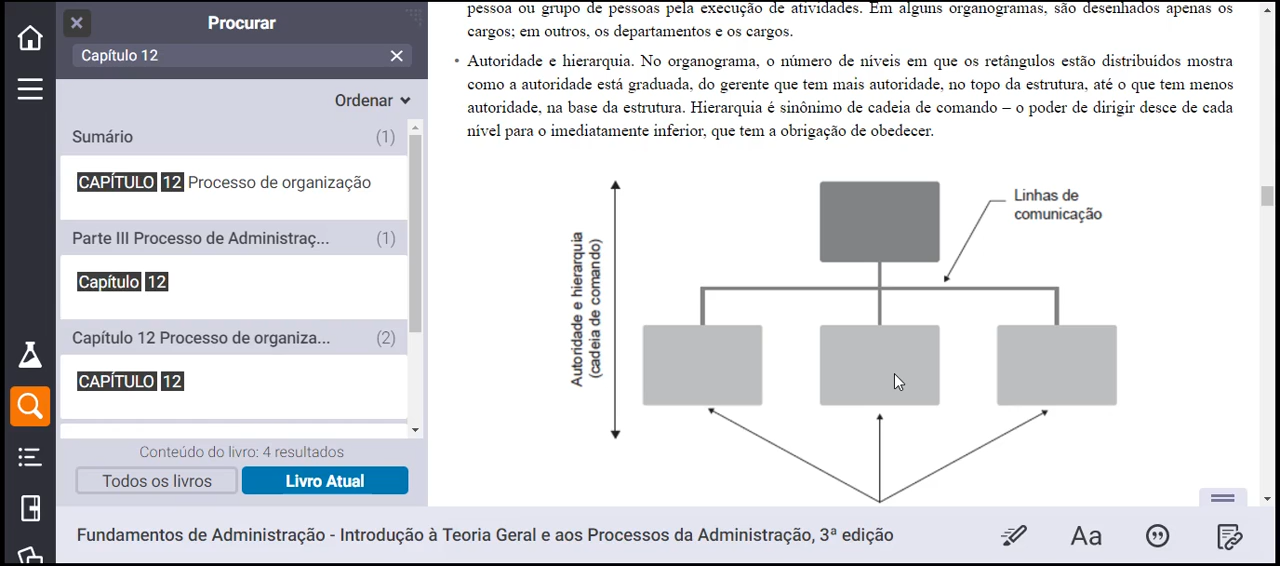 Procurar
Capítulo 12
Ordenar
Sumário (1)
CAPÍTULO 12 Processo de organização
Parte III Processo de Administraç... (1)
Capítulo 12
Capítulo 12 Processo de organiza... (2)
CAPÍTULO 12
Conteúdo do livro: 4 resultados
Todos os livros
Livro Atual
pessoa ou grupo de pessoas pela execução de atividades. Em alguns organogramas, são desenhados apenas os
cargos; em outros, os departamentos e os cargos.
• Autoridade e hierarquia. No organograma, o número de níveis em que os retângulos estão distribuídos mostra
como a autoridade está graduada, do gerente que tem mais autoridade, no topo da estrutura, até o que tem menos
autoridade, na base da estrutura. Hierarquia é sinônimo de cadeia de comando – o poder de dirigir desce de cada
nível para o imediatamente inferior, que tem a obrigação de obedecer.
Autoridade e hierarquia
(cadeia de comando)
Linhas de
comunicação
Fundamentos de Administração - Introdução à Teoria Geral e aos Processos da Administração, 3ª edição
Aa